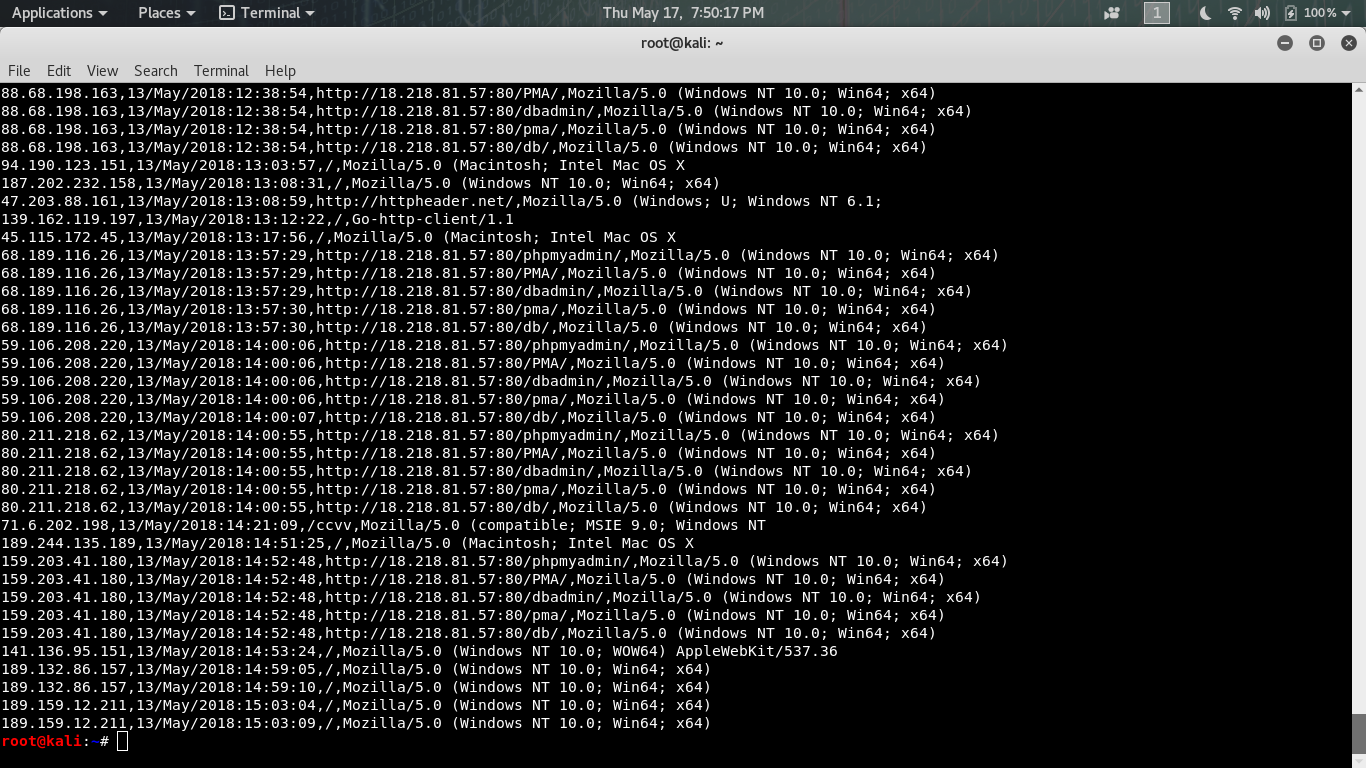 Applications Places Terminal Thu May 17, 7:50:17 PM 1 100%
root@kali: ~
File Edit View Search Terminal Help
88.68.198.163,13/May/2018:12:38:54,http://18.218.81.57:80/PMA/,Mozilla/5.0 (Windows NT 10.0; Win64; x64)
88.68.198.163,13/May/2018:12:38:54,http://18.218.81.57:80/dbadmin/,Mozilla/5.0 (Windows NT 10.0; Win64; x64)
88.68.198.163,13/May/2018:12:38:54,http://18.218.81.57:80/pma/,Mozilla/5.0 (Windows NT 10.0; Win64; x64)
88.68.198.163,13/May/2018:12:38:54,http://18.218.81.57:80/db/,Mozilla/5.0 (Windows NT 10.0; Win64; x64)
94.190.123.151,13/May/2018:13:03:57,/,Mozilla/5.0 (Macintosh; Intel Mac OS X
187.202.232.158,13/May/2018:13:08:31,/,Mozilla/5.0 (Windows NT 10.0; Win64; x64)
47.203.88.161,13/May/2018:13:08:59,http://httpheader.net/,Mozilla/5.0 (Windows; U; Windows NT 6.1;
139.162.119.197,13/May/2018:13:12:22,/,Go-http-client/1.1
45.115.172.45,13/May/2018:13:17:56,/,Mozilla/5.0 (Macintosh; Intel Mac OS X
68.189.116.26,13/May/2018:13:57:29,http://18.218.81.57:80/phpmyadmin/,Mozilla/5.0 (Windows NT 10.0; Win64; x64)
68.189.116.26,13/May/2018:13:57:29,http://18.218.81.57:80/PMA/,Mozilla/5.0 (Windows NT 10.0; Win64; x64)
68.189.116.26,13/May/2018:13:57:29,http://18.218.81.57:80/dbadmin/,Mozilla/5.0 (Windows NT 10.0; Win64; x64)
68.189.116.26,13/May/2018:13:57:30,http://18.218.81.57:80/pma/,Mozilla/5.0 (Windows NT 10.0; Win64; x64)
68.189.116.26,13/May/2018:13:57:30,http://18.218.81.57:80/db/,Mozilla/5.0 (Windows NT 10.0; Win64; x64)
59.106.208.220,13/May/2018:14:00:06,http://18.218.81.57:80/phpmyadmin/,Mozilla/5.0 (Windows NT 10.0; Win64; x64)
59.106.208.220,13/May/2018:14:00:06,http://18.218.81.57:80/PMA/,Mozilla/5.0 (Windows NT 10.0; Win64; x64)
59.106.208.220,13/May/2018:14:00:06,http://18.218.81.57:80/dbadmin/,Mozilla/5.0 (Windows NT 10.0; Win64; x64)
59.106.208.220,13/May/2018:14:00:06,http://18.218.81.57:80/pma/,Mozilla/5.0 (Windows NT 10.0; Win64; x64)
59.106.208.220,13/May/2018:14:00:07,http://18.218.81.57:80/db/,Mozilla/5.0 (Windows NT 10.0; Win64; x64)
80.211.218.62,13/May/2018:14:00:55,http://18.218.81.57:80/phpmyadmin/,Mozilla/5.0 (Windows NT 10.0; Win64; x64)
80.211.218.62,13/May/2018:14:00:55,http://18.218.81.57:80/PMA/,Mozilla/5.0 (Windows NT 10.0; Win64; x64)
80.211.218.62,13/May/2018:14:00:55,http://18.218.81.57:80/dbadmin/,Mozilla/5.0 (Windows NT 10.0; Win64; x64)
80.211.218.62,13/May/2018:14:00:55,http://18.218.81.57:80/pma/,Mozilla/5.0 (Windows NT 10.0; Win64; x64)
80.211.218.62,13/May/2018:14:00:55,http://18.218.81.57:80/db/,Mozilla/5.0 (Windows NT 10.0; Win64; x64)
71.6.202.198,13/May/2018:14:21:09,/ccvv,Mozilla/5.0 (compatible; MSIE 9.0; Windows NT
189.244.135.189,13/May/2018:14:51:25,/,Mozilla/5.0 (Macintosh; Intel Mac OS X
159.203.41.180,13/May/2018:14:52:48,http://18.218.81.57:80/phpmyadmin/,Mozilla/5.0 (Windows NT 10.0; Win64; x64)
159.203.41.180,13/May/2018:14:52:48,http://18.218.81.57:80/PMA/,Mozilla/5.0 (Windows NT 10.0; Win64; x64)
159.203.41.180,13/May/2018:14:52:48,http://18.218.81.57:80/dbadmin/,Mozilla/5.0 (Windows NT 10.0; Win64; x64)
159.203.41.180,13/May/2018:14:52:48,http://18.218.81.57:80/pma/,Mozilla/5.0 (Windows NT 10.0; Win64; x64)
159.203.41.180,13/May/2018:14:52:48,http://18.218.81.57:80/db/,Mozilla/5.0 (Windows NT 10.0; Win64; x64)
141.136.95.151,13/May/2018:14:53:24,/,Mozilla/5.0 (Windows NT 10.0; WOW64) AppleWebKit/537.36
189.132.86.157,13/May/2018:14:59:05,/,Mozilla/5.0 (Windows NT 10.0; Win64; x64)
189.132.86.157,13/May/2018:14:59:10,/,Mozilla/5.0 (Windows NT 10.0; Win64; x64)
189.159.12.211,13/May/2018:15:03:04,/,Mozilla/5.0 (Windows NT 10.0; Win64; x64)
189.159.12.211,13/May/2018:15:03:09,/,Mozilla/5.0 (Windows NT 10.0; Win64; x64)
root@kali:~#